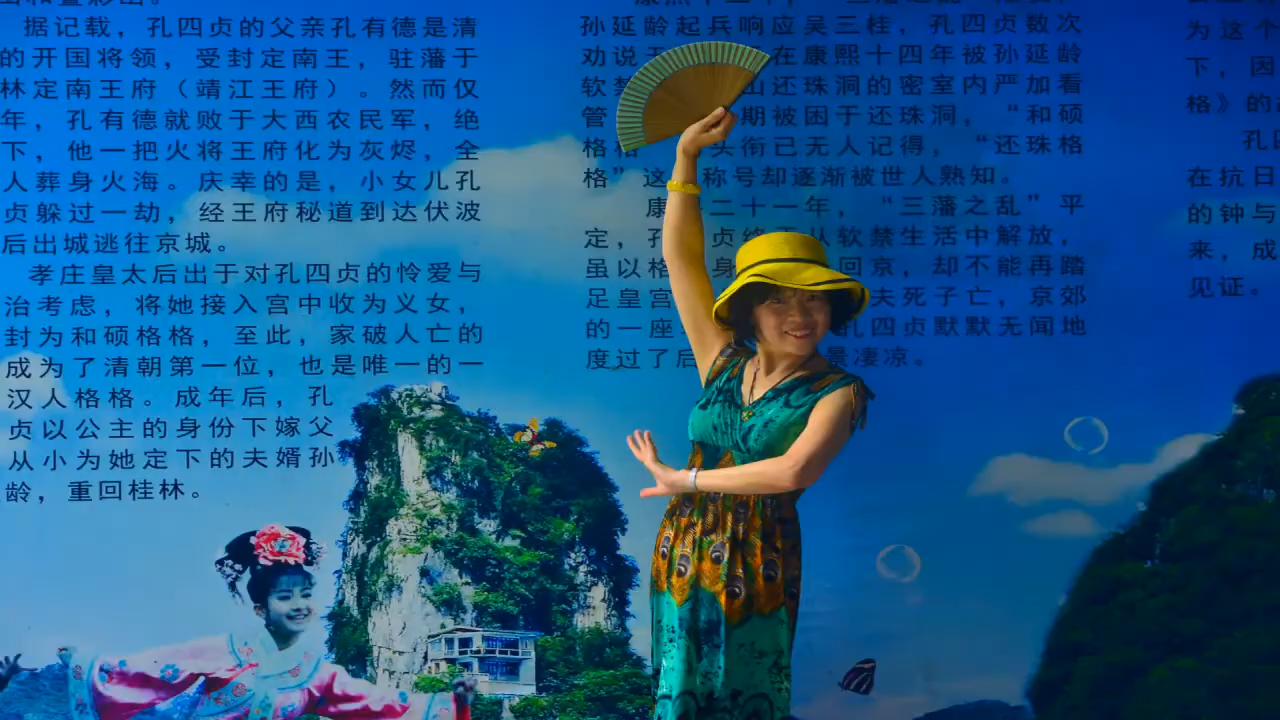 据记载，孔四贞的父亲孔有德是清
的开国将领，受封定南王，驻藩于
林定南王府（靖江王府）。然而仅
年，孔有德就败于大西农民军，绝
下，他一把火将王府化为灰烬，全
人葬身火海。庆幸的是，小女儿孔
贞躲过一劫，经王府秘道到达伏波
后出城逃往京城。
孝庄皇太后出于对孔四贞的怜爱与
治考虑，将她接入宫中收为义女，
封为和硕格格，至此，家破人亡的
成为了清朝第一位，也是唯一的一
汉人格格。成年后，孔
贞以公主的身份下嫁父
从小为她定下的夫婿孙
龄，重回桂林。
孙延龄起兵响应吴三桂，孔四贞数次
劝说 在康熙十四年被孙延龄
软禁 山还珠洞的密室内严加看
管 期被困于还珠洞，“和硕
格格 头衔已无人记得，“还珠格
格”这 称号却逐渐被世人熟知。
康 二十一年，“三藩之乱”平
定，孔 贞终 从软禁生活中解放，
虽以格 身 回京，却不能再踏
足皇宫 夫死子亡，京郊
的一座 孔四贞默默无闻地
度过了后 景凄凉。
为这个
下，因
格》的
孔
在抗日
的钟与
来，成
见证。